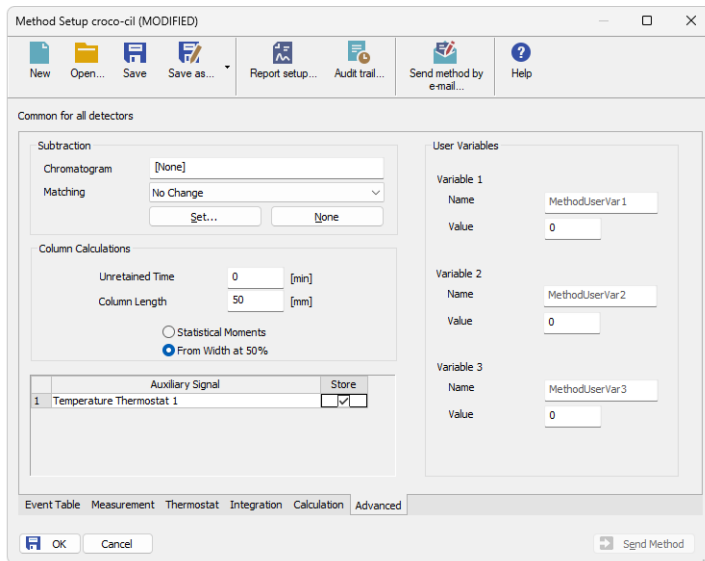 Method Setup croco-cil (MODIFIED)
New Open... Save Save as... Report setup... Audit trail... Send method by e-mail... Help
Common for all detectors
Subtraction
Chromatogram [None]
Matching No Change
Set... None
Column Calculations
Unretained Time 0 [min]
Column Length 50 [mm]
Statistical Moments
From Width at 50%
Auxiliary Signal Store
1 Temperature Thermostat 1
User Variables
Variable 1
Name MethodUserVar1
Value 0
Variable 2
Name MethodUserVar2
Value 0
Variable 3
Name MethodUserVar3
Value 0
Event Table Measurement Thermostat Integration Calculation Advanced
OK Cancel Send Method